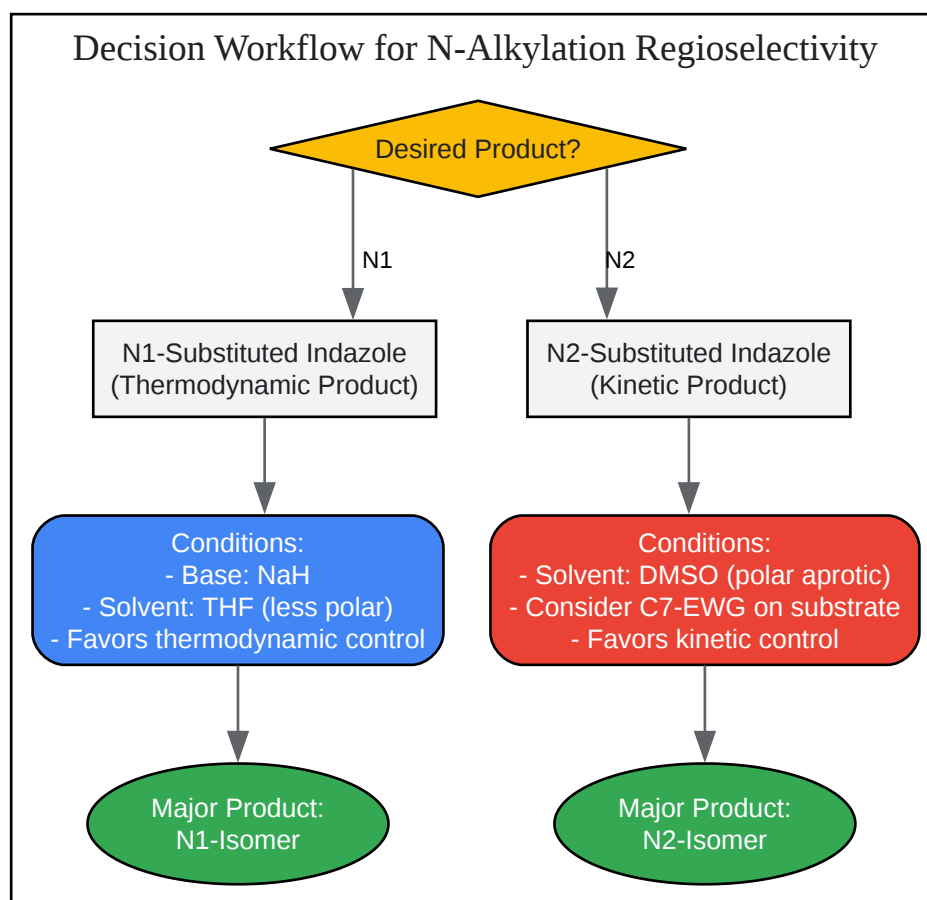 Decision Workflow for N-Alkylation Regioselectivity
Desired Product?
N1
N2
N1-Substituted Indazole
(Thermodynamic Product)
N2-Substituted Indazole
(Kinetic Product)
Conditions:
- Base: NaH
- Solvent: THF (less polar)
- Favors thermodynamic control
Conditions:
- Solvent: DMSO (polar aprotic)
- Consider C7-EWG on substrate
- Favors kinetic control
Major Product:
N1-Isomer
Major Product:
N2-Isomer